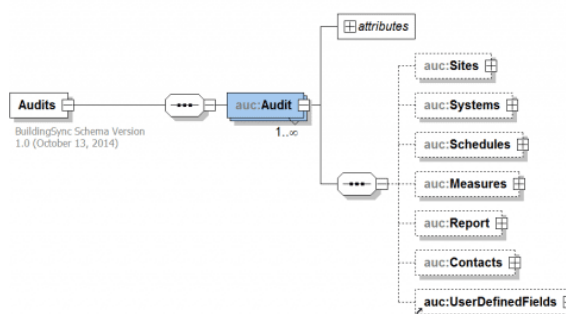 attributes
auc:Sites
Audits
auc:Audit
auc:Systems
BuildingSync Schema Version
1.0 (October 13, 2014)
1..∞
auc:Schedules
auc:Measures
auc:Report
auc:Contacts
auc:UserDefinedFields